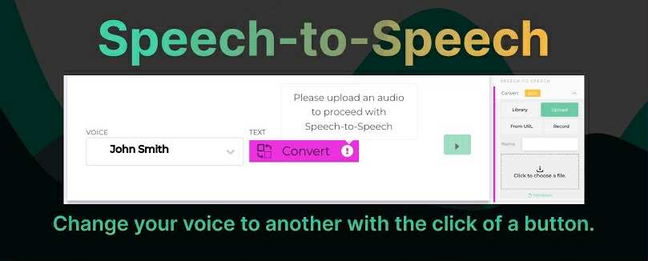 Speech-to-Speech
SPEECH-TO-SPEECH
Please upload an audio
to proceed with
Speech-to-Speech
VOICE
TEXT
John Smith
Convert
Convert
Library
Upload
From URL
Record
Name
Click to choose a file.
Change your voice to another with the click of a button.